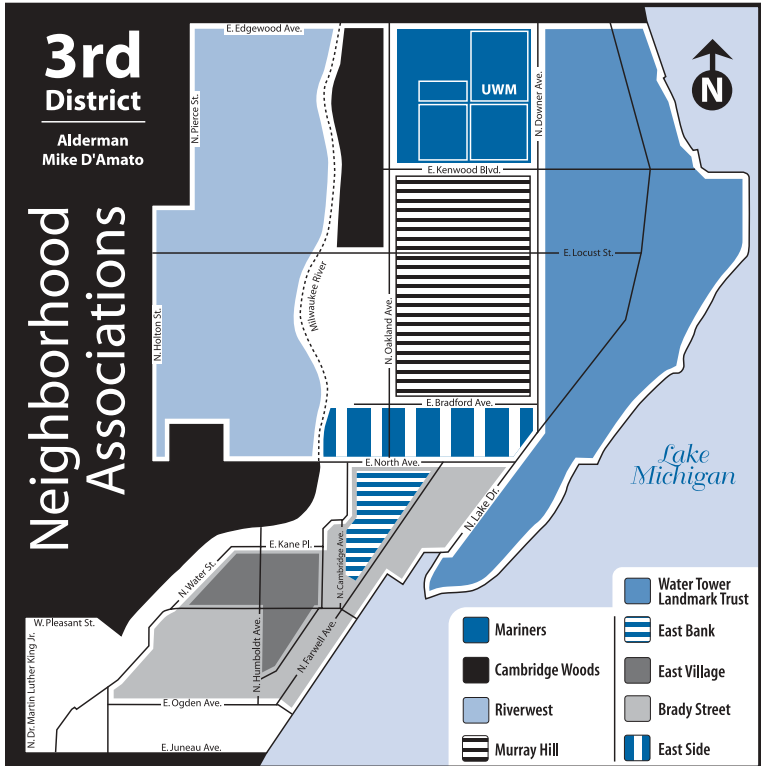 3rd
District
Alderman
Mike D'Amato
Neighborhood
Associations
E. Edgewood Ave.
N. Pierce St.
UWM
N. Downer Ave.
N
E. Kenwood Blvd.
E. Locust St.
Milwaukee River
N. Holton St.
N. Oakland Ave.
E. Bradford Ave.
E. North Ave.
Lake
Michigan
N. Lake Dr.
E. Kane Pl.
N. Cambridge Ave.
N. Water St.
W. Pleasant St.
N. Humboldt Ave.
N. Farwell Ave.
N. Dr. Martin Luther King Jr.
E. Ogden Ave.
E. Juneau Ave.
Mariners
Cambridge Woods
Riverwest
Murray Hill
Water Tower
Landmark Trust
East Bank
East Village
Brady Street
East Side